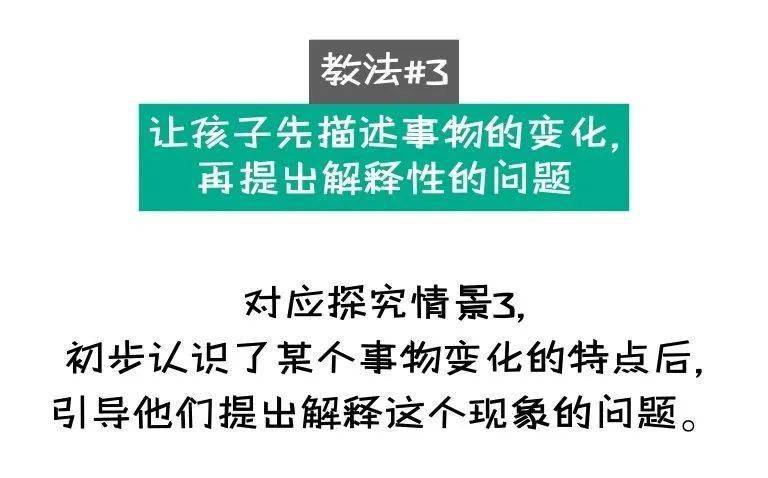 教法#3
让孩子先描述事物的变化,
再提出解释性的问题
对应探究情景3,
初步认识了某个事物变化的特点后,
引导他们提出解释这个现象的问题。